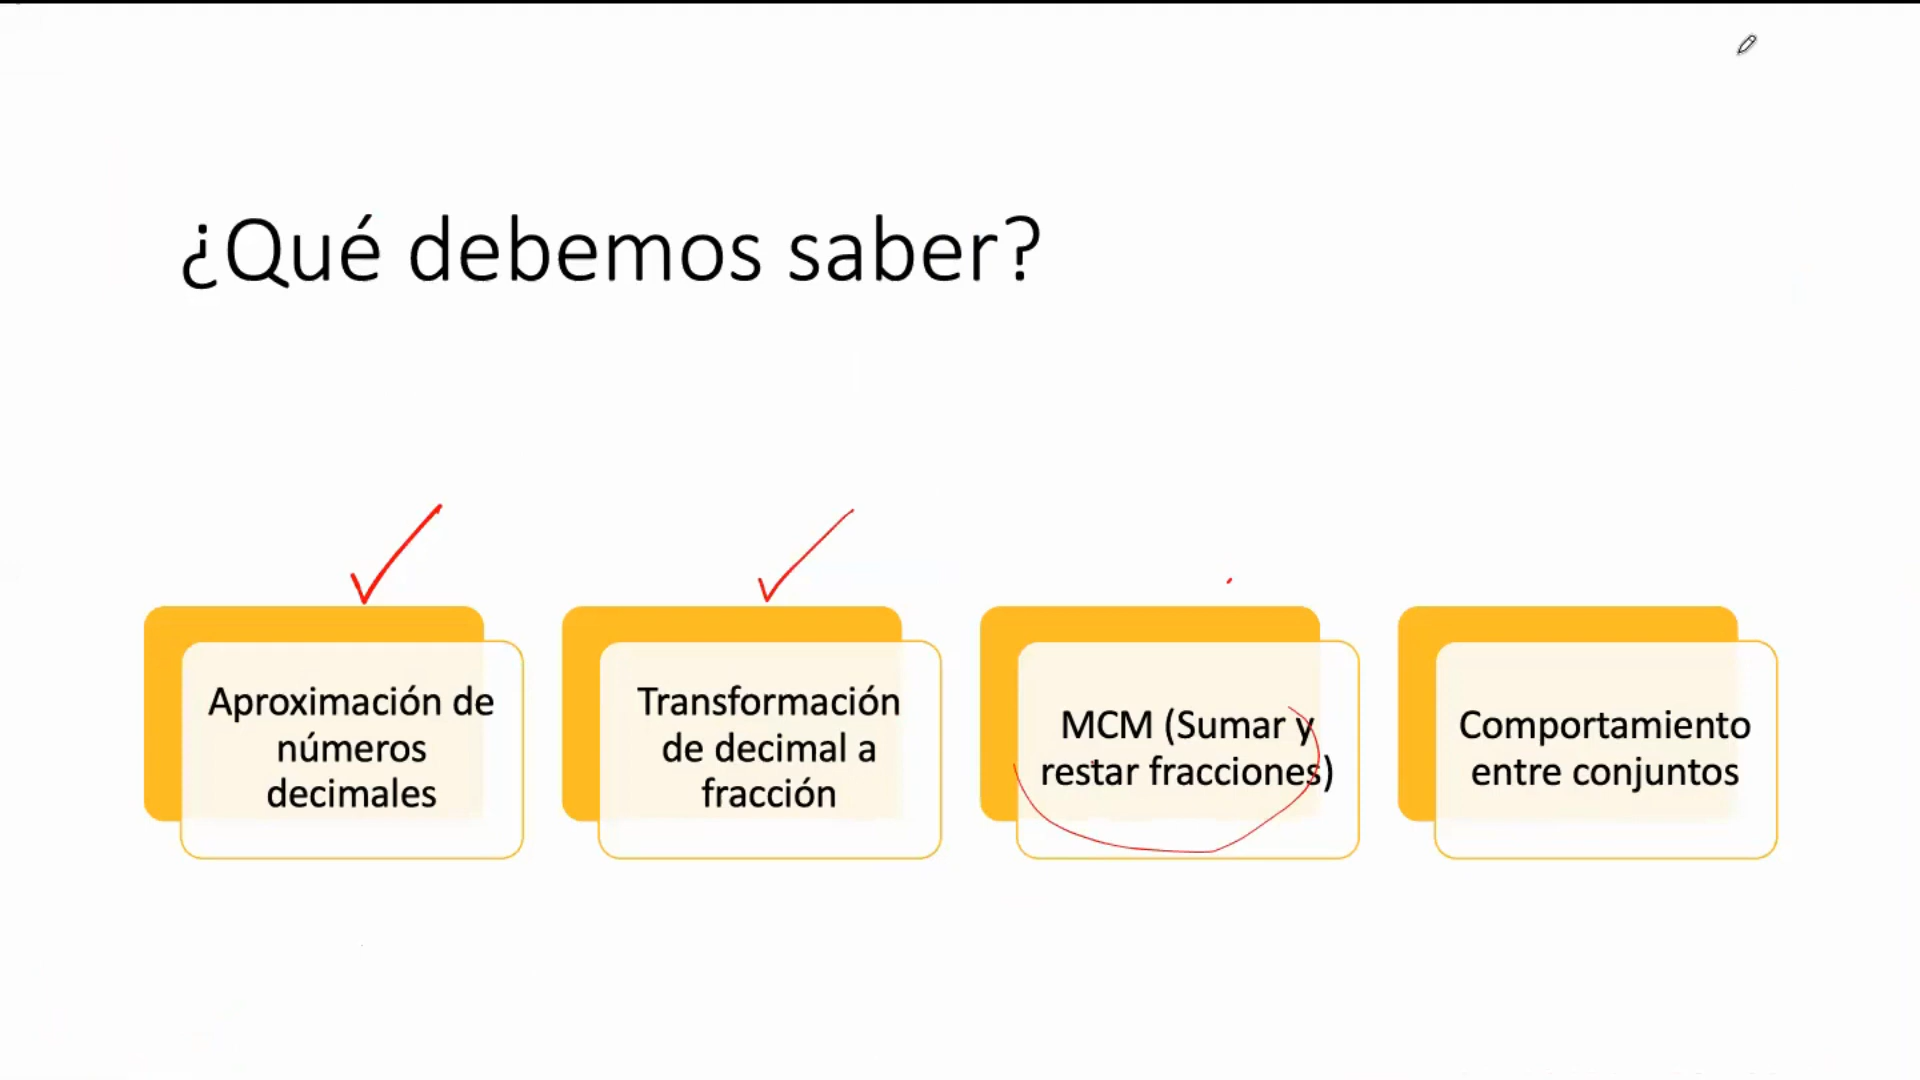 ¿Qué debemos saber?
Aproximación de
números
decimales
Transformación
de decimal a
fracción
MCM (Sumar y
restar fracciones)
Comportamiento
entre conjuntos